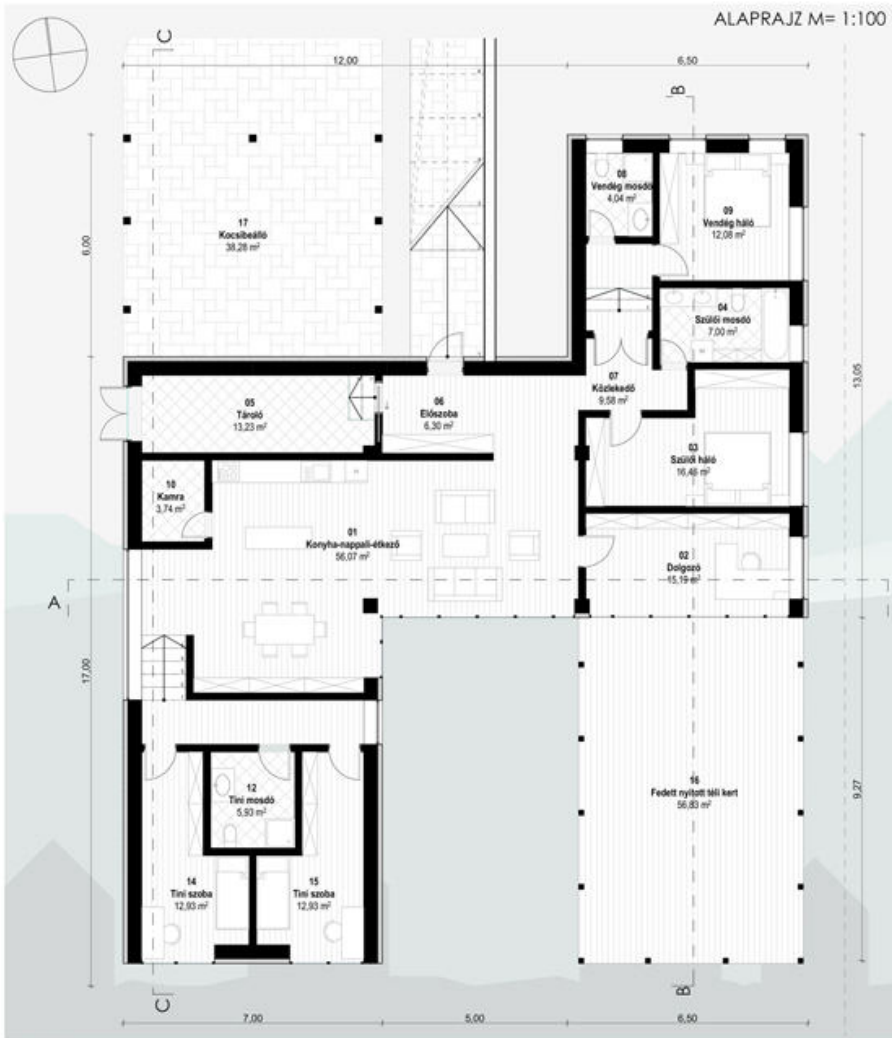 ALAPRAJZ M= 1:100
C
12,00
6,50
B
08
Vendég mosdó
4,04 m²
09
Vendég háló
12,08 m²
17
Kocsibeálló
38,28 m²
6,00
04
Szülői mosdó
7,00 m²
13,05
07
Közlekedő
9,58 m²
05
Tároló
13,23 m²
06
Előszoba
6,30 m²
03
Szülői háló
16,46 m²
10
Kamra
3,74 m²
01
Konyha-nappali-étkező
56,07 m²
02
Dolgozó
15,19 m²
A
17,00
12
Tini mosdó
5,93 m²
16
Fedett nyitott téli kert
56,83 m²
9,27
14
Tini szoba
12,93 m²
15
Tini szoba
12,93 m²
C
B
7,00
5,00
6,50